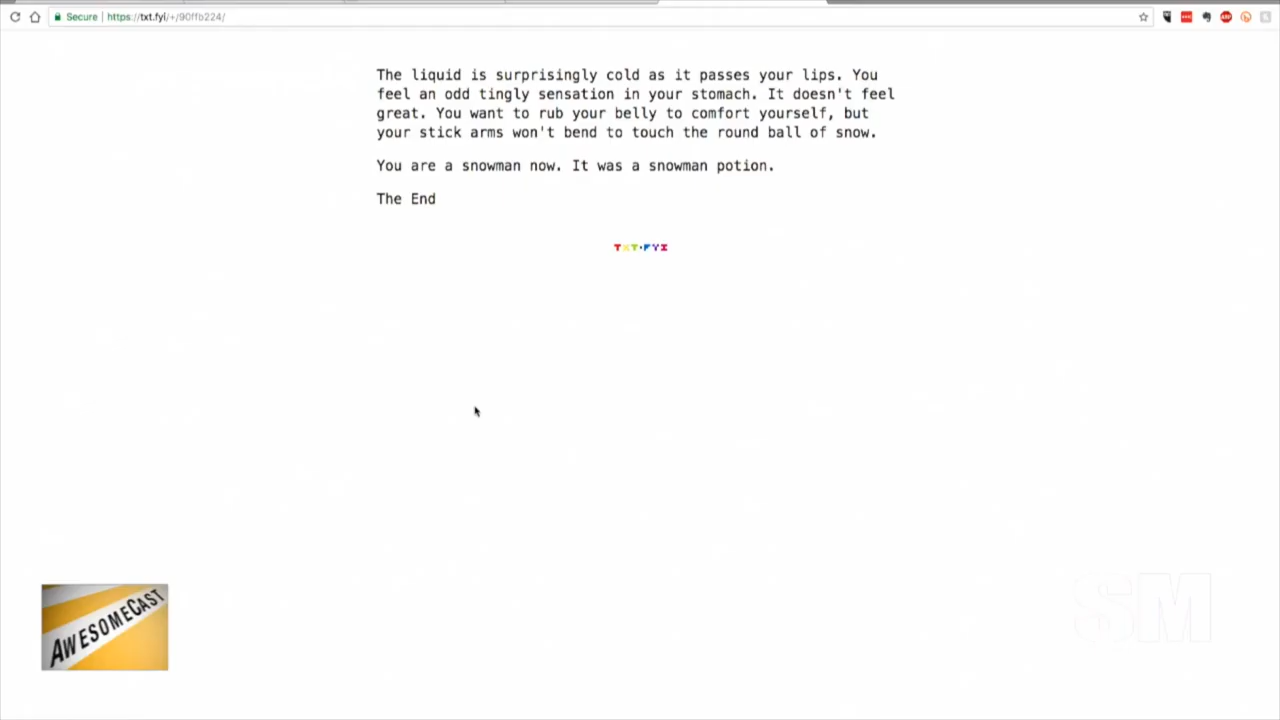 Secure https://txt.fyi/+/90ffb224/
The liquid is surprisingly cold as it passes your lips. You
feel an odd tingly sensation in your stomach. It doesn't feel
great. You want to rub your belly to comfort yourself, but
your stick arms won't bend to touch the round ball of snow.
You are a snowman now. It was a snowman potion.
The End
TXT.FYI
AWESOMECAST
SM